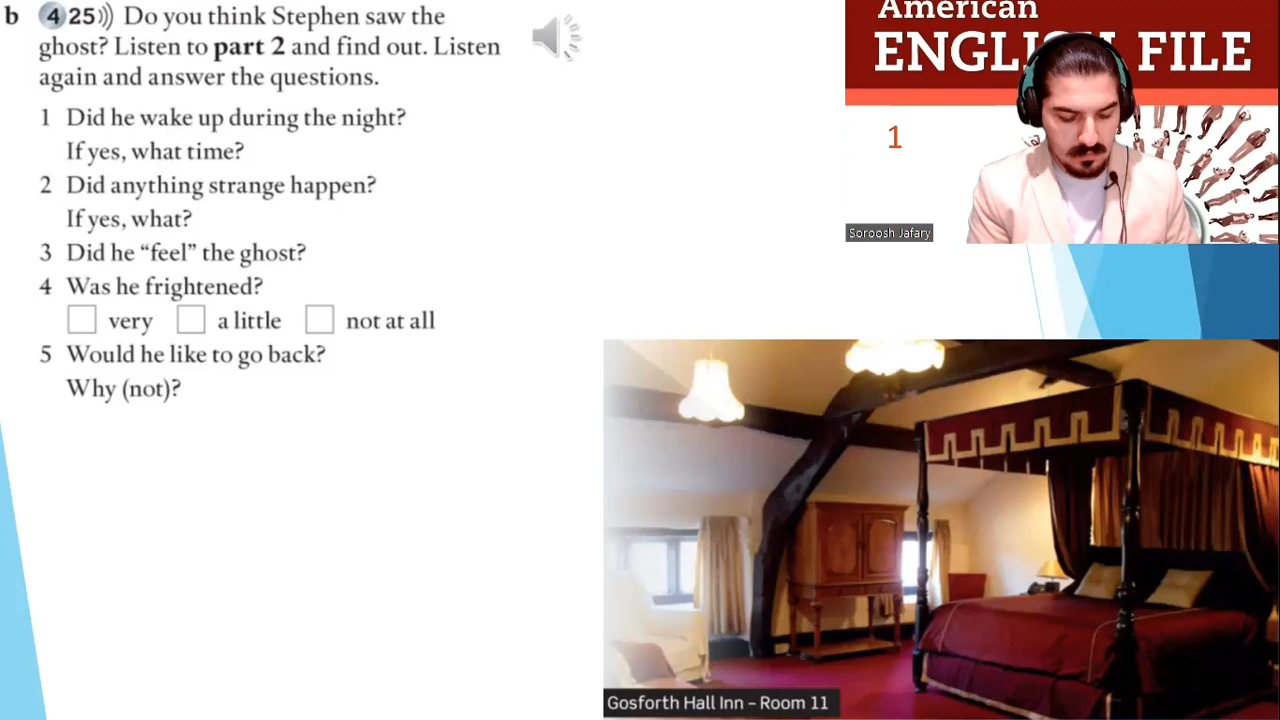 b 4 25 Do you think Stephen saw the
ghost? Listen to part 2 and find out. Listen
again and answer the questions.
1 Did he wake up during the night?
If yes, what time?
2 Did anything strange happen?
If yes, what?
3 Did he “feel” the ghost?
4 Was he frightened?
very a little not at all
5 Would he like to go back?
Why (not)?
American
ENGLISH FILE
1
Soroosh Jafary
Gosforth Hall Inn – Room 11